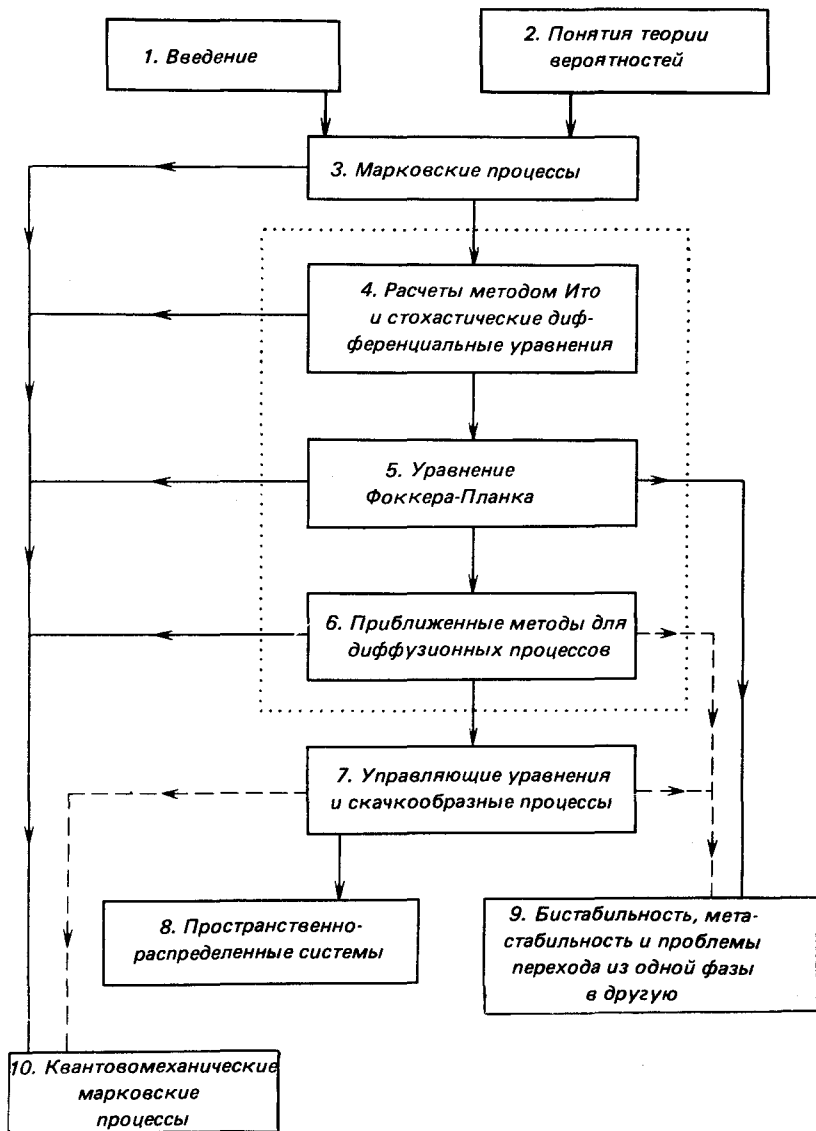 1. Введение
2. Понятия теории
вероятностей
3. Марковские процессы
4. Расчеты методом Ито
и стохастические диф-
ференциальные уравнения
5. Уравнение
Фоккера-Планка
6. Приближенные методы для
диффузионных процессов
7. Управляющие уравнения
и скачкообразные процессы
8. Пространственно-
распределенные системы
9. Бистабильность, мета-
стабильность и проблемы
перехода из одной фазы
в другую
10. Квантовомеханические
марковские
процессы